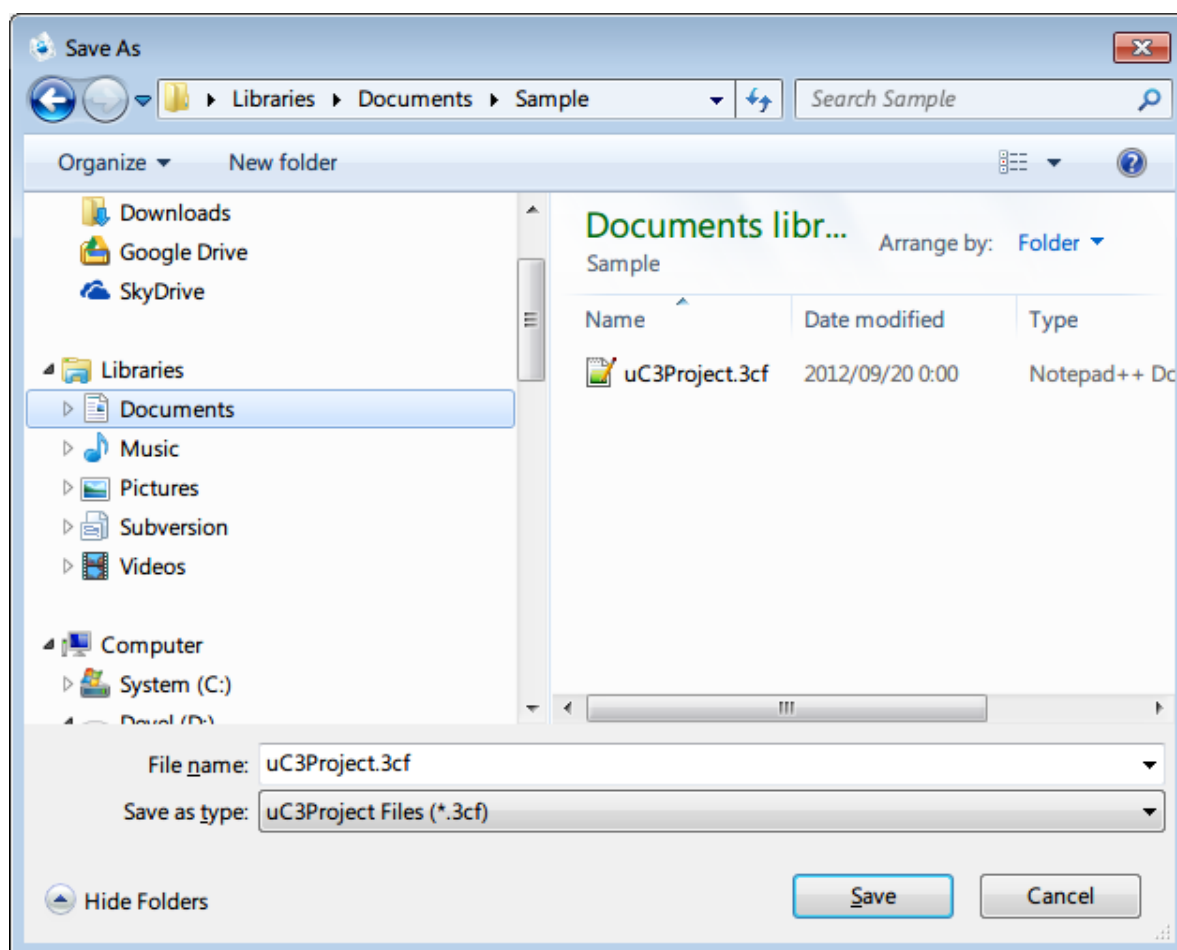 Save As
Libraries Documents Sample
Search Sample
Organize New folder
Downloads
Google Drive
SkyDrive
Libraries
Documents
Music
Pictures
Subversion
Videos
Computer
System (C:)
Devel (D:)
Documents libr...
Sample
Arrange by: Folder
Name Date modified Type
uC3Project.3cf 2012/09/20 0:00 Notepad++ Dc
File name: uC3Project.3cf
Save as type: uC3Project Files (*.3cf)
Hide Folders
Save Cancel